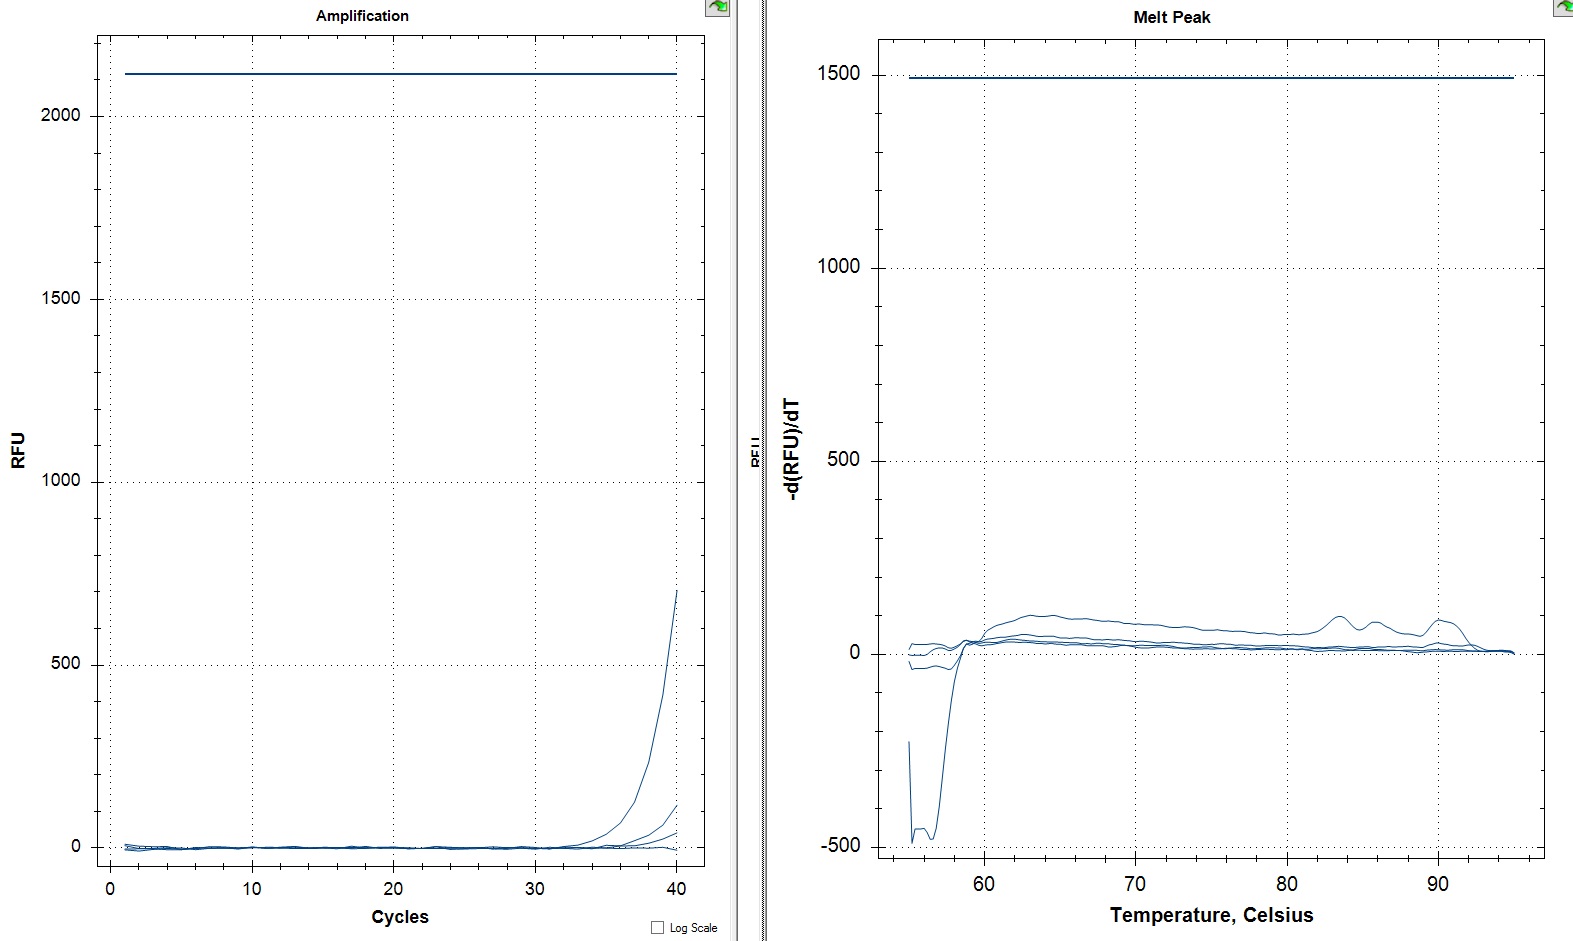 Amplification
2000
1500
1000
500
0
RFU
0 10 20 30 40
Cycles
Log Scale
RFU
Melt Peak
1500
1000
500
0
-500
-d(RFU)/dT
60 70 80 90
Temperature, Celsius